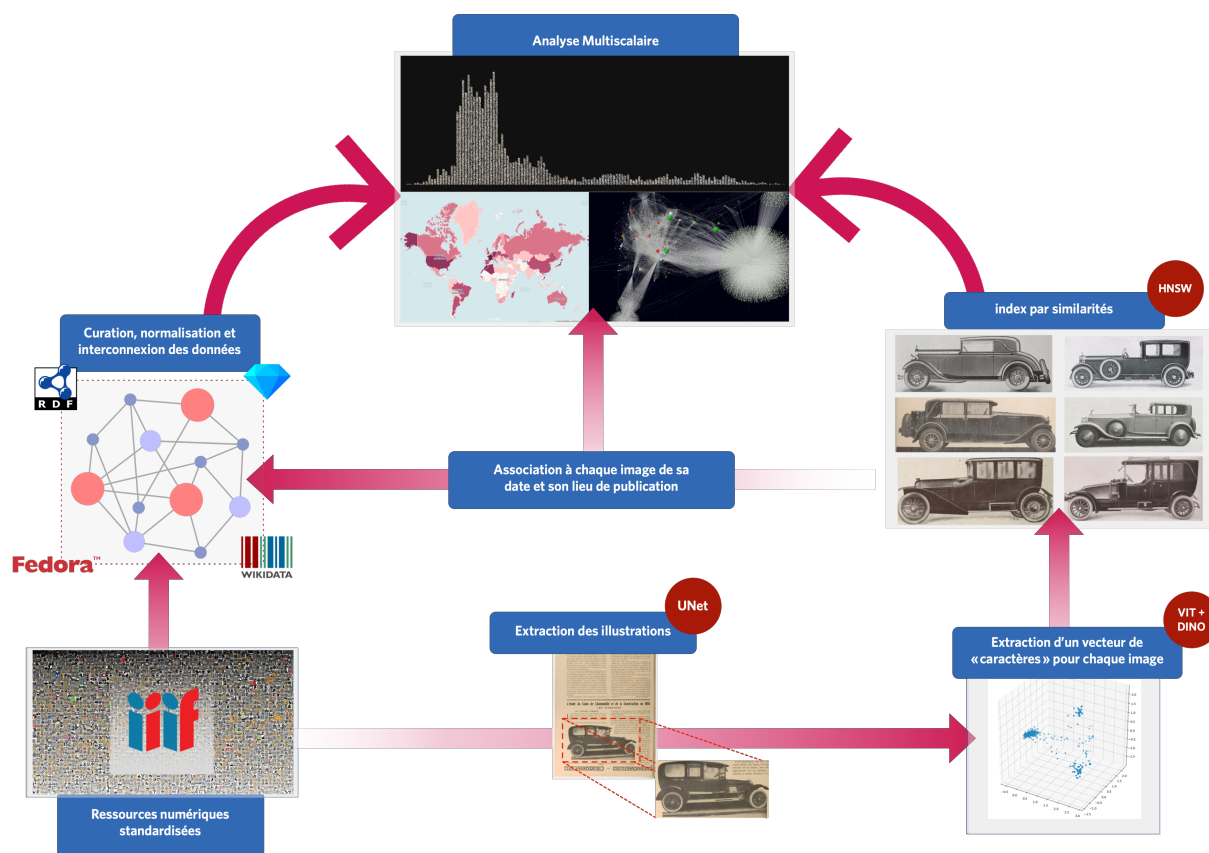 Analyse Multiscalaire
HNSW
index par similarités
Curation, normalisation et
interconnexion des données
RDF
Association à chaque image de sa
date et son lieu de publication
Fedora™
WIKIDATA
UNet
Extraction des illustrations
VIT +
DINO
Extraction d'un vecteur de
« caractères » pour chaque image
iiif
Ressources numériques
standardisées